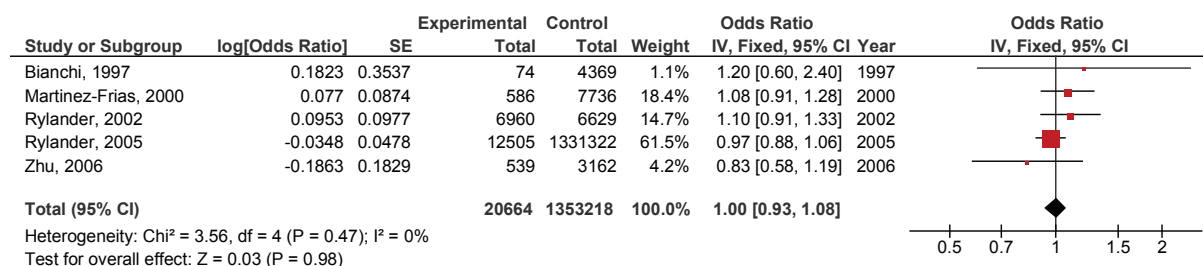 Experimental Control Odds Ratio Odds Ratio
Study or Subgroup log[Odds Ratio] SE Total Total Weight IV, Fixed, 95% CI Year IV, Fixed, 95% CI
Bianchi, 1997 0.1823 0.3537 74 4369 1.1% 1.20 [0.60, 2.40] 1997
Martinez-Frias, 2000 0.077 0.0874 586 7736 18.4% 1.08 [0.91, 1.28] 2000
Rylander, 2002 0.0953 0.0977 6960 6629 14.7% 1.10 [0.91, 1.33] 2002
Rylander, 2005 -0.0348 0.0478 12505 1331322 61.5% 0.97 [0.88, 1.06] 2005
Zhu, 2006 -0.1863 0.1829 539 3162 4.2% 0.83 [0.58, 1.19] 2006
Total (95% CI) 20664 1353218 100.0% 1.00 [0.93, 1.08]
Heterogeneity: Chi² = 3.56, df = 4 (P = 0.47); I² = 0%
Test for overall effect: Z = 0.03 (P = 0.98)
0.5 0.7 1 1.5 2